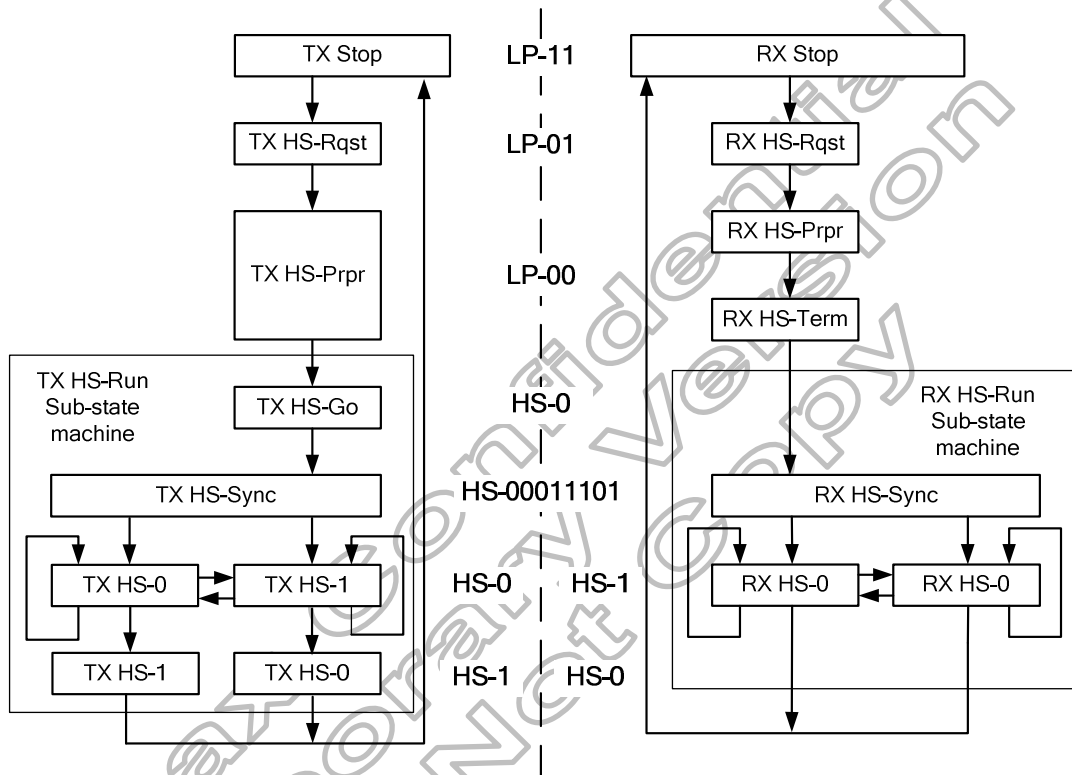 TX Stop
LP-11
RX Stop
TX HS-Rqst
LP-01
RX HS-Rqst
TX HS-Prpr
LP-00
RX HS-Prpr
RX HS-Term
TX HS-Run
Sub-state
machine
TX HS-Go
HS-0
RX HS-Run
Sub-state
machine
TX HS-Sync
HS-00011101
RX HS-Sync
TX HS-0
TX HS-1
HS-0
HS-1
RX HS-0
RX HS-0
TX HS-1
TX HS-0
HS-1
HS-0
Confidential
Version
Not Copy